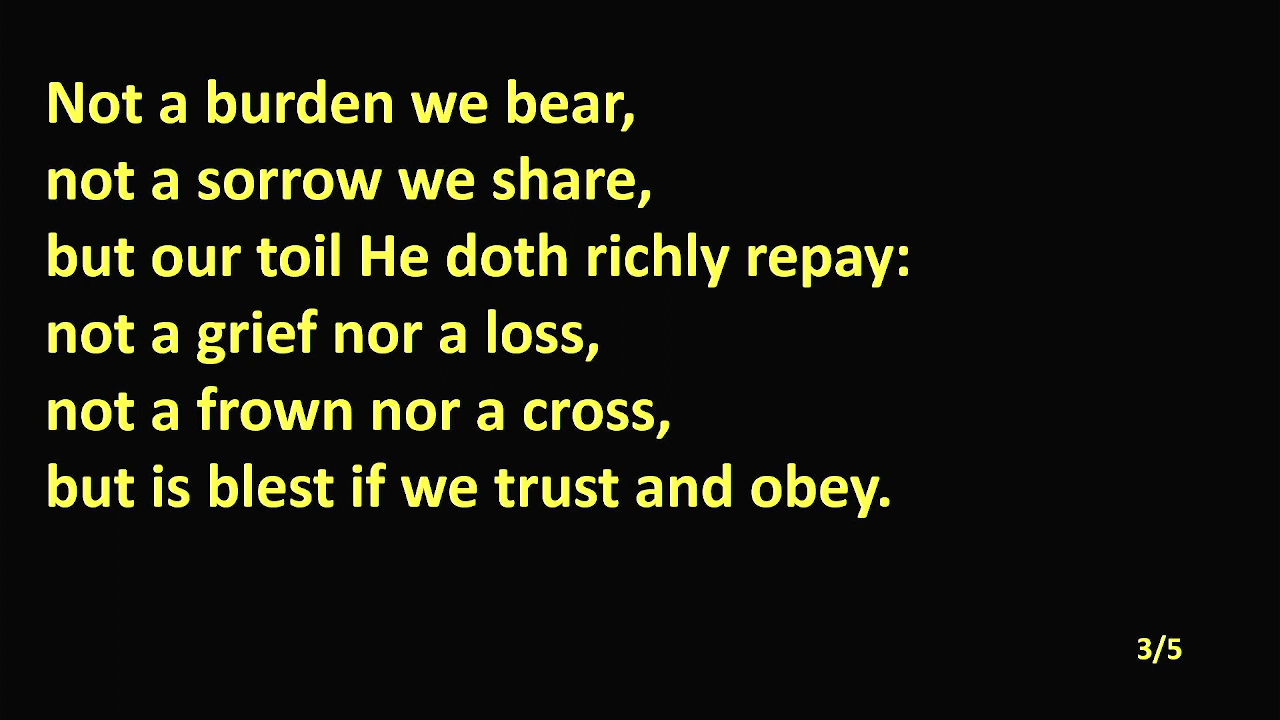 Not a burden we bear,
not a sorrow we share,
but our toil He doth richly repay:
not a grief nor a loss,
not a frown nor a cross,
but is blest if we trust and obey.
3/5